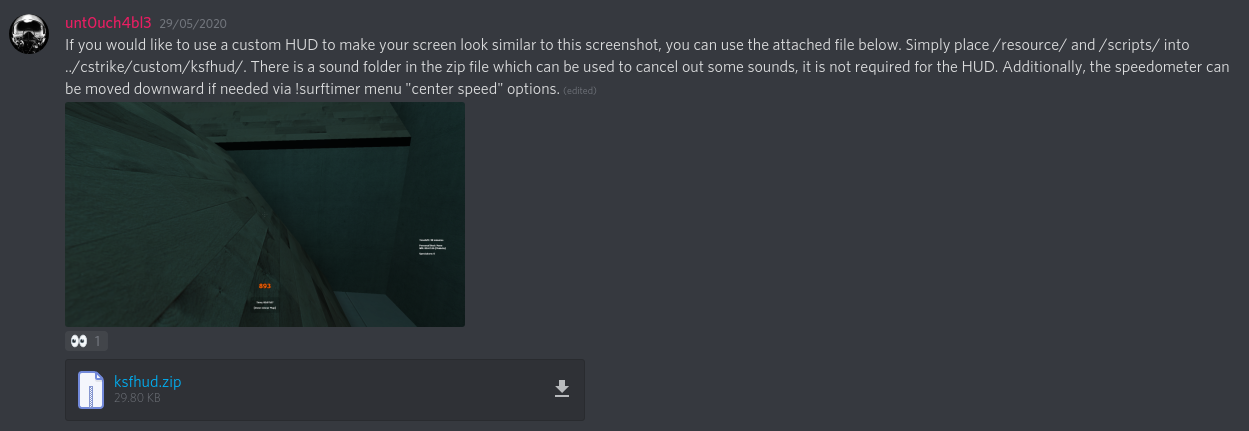 unt0uch4bl3 29/05/2020
If you would like to use a custom HUD to make your screen look similar to this screenshot, you can use the attached file below. Simply place /resource/ and /scripts/ into
../cstrike/custom/ksfhud/. There is a sound folder in the zip file which can be used to cancel out some sounds, it is not required for the HUD. Additionally, the speedometer can
be moved downward if needed via !surftimer menu "center speed" options. (edited)
893
1
ksfhud.zip
29.80 KB